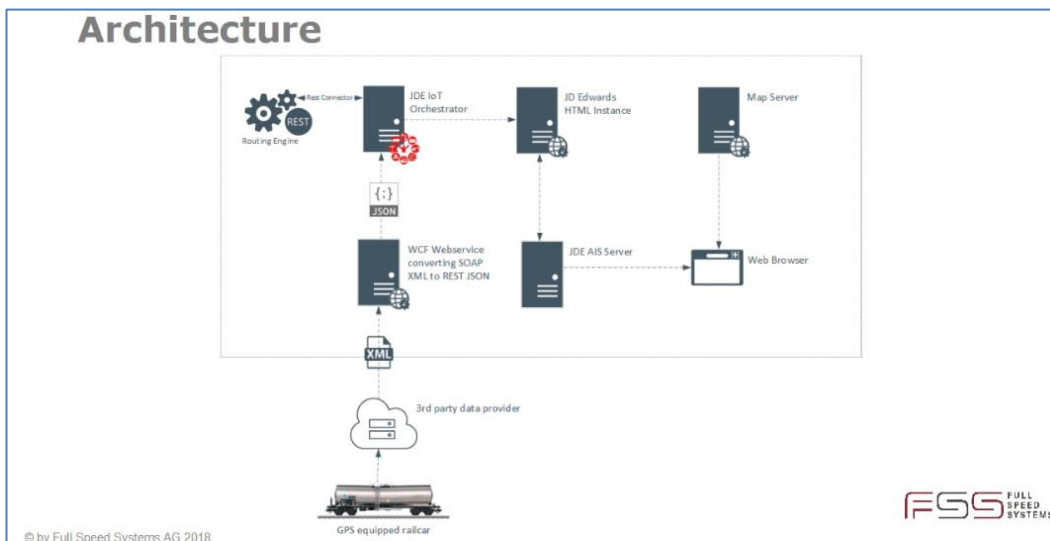 Architecture
Rest Connector
REST
Routing Engine
JDE IoT
Orchestrator
JD Edwards
HTML Instance
Map Server
{;}
JSON
WCF Webservice
converting SOAP
XML to REST JSON
JDE AIS Server
Web Browser
XML
3rd party data provider
GPS equipped railcar
© by Full Speed Systems AG 2018
FSS FULL
SPEED
SYSTEMS